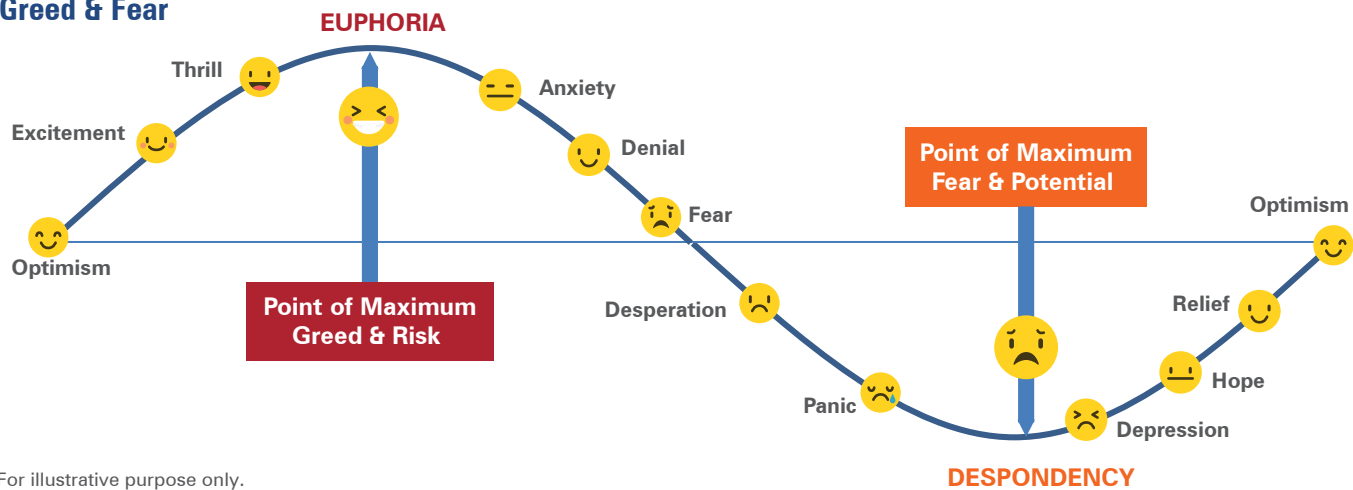 Greed & Fear
EUPHORIA
Thrill
Anxiety
Excitement
Denial
Point of Maximum
Fear & Potential
Optimism
Fear
Optimism
Point of Maximum
Greed & Risk
Desperation
Relief
Hope
Panic
Depression
DESPONDENCY
For illustrative purpose only.